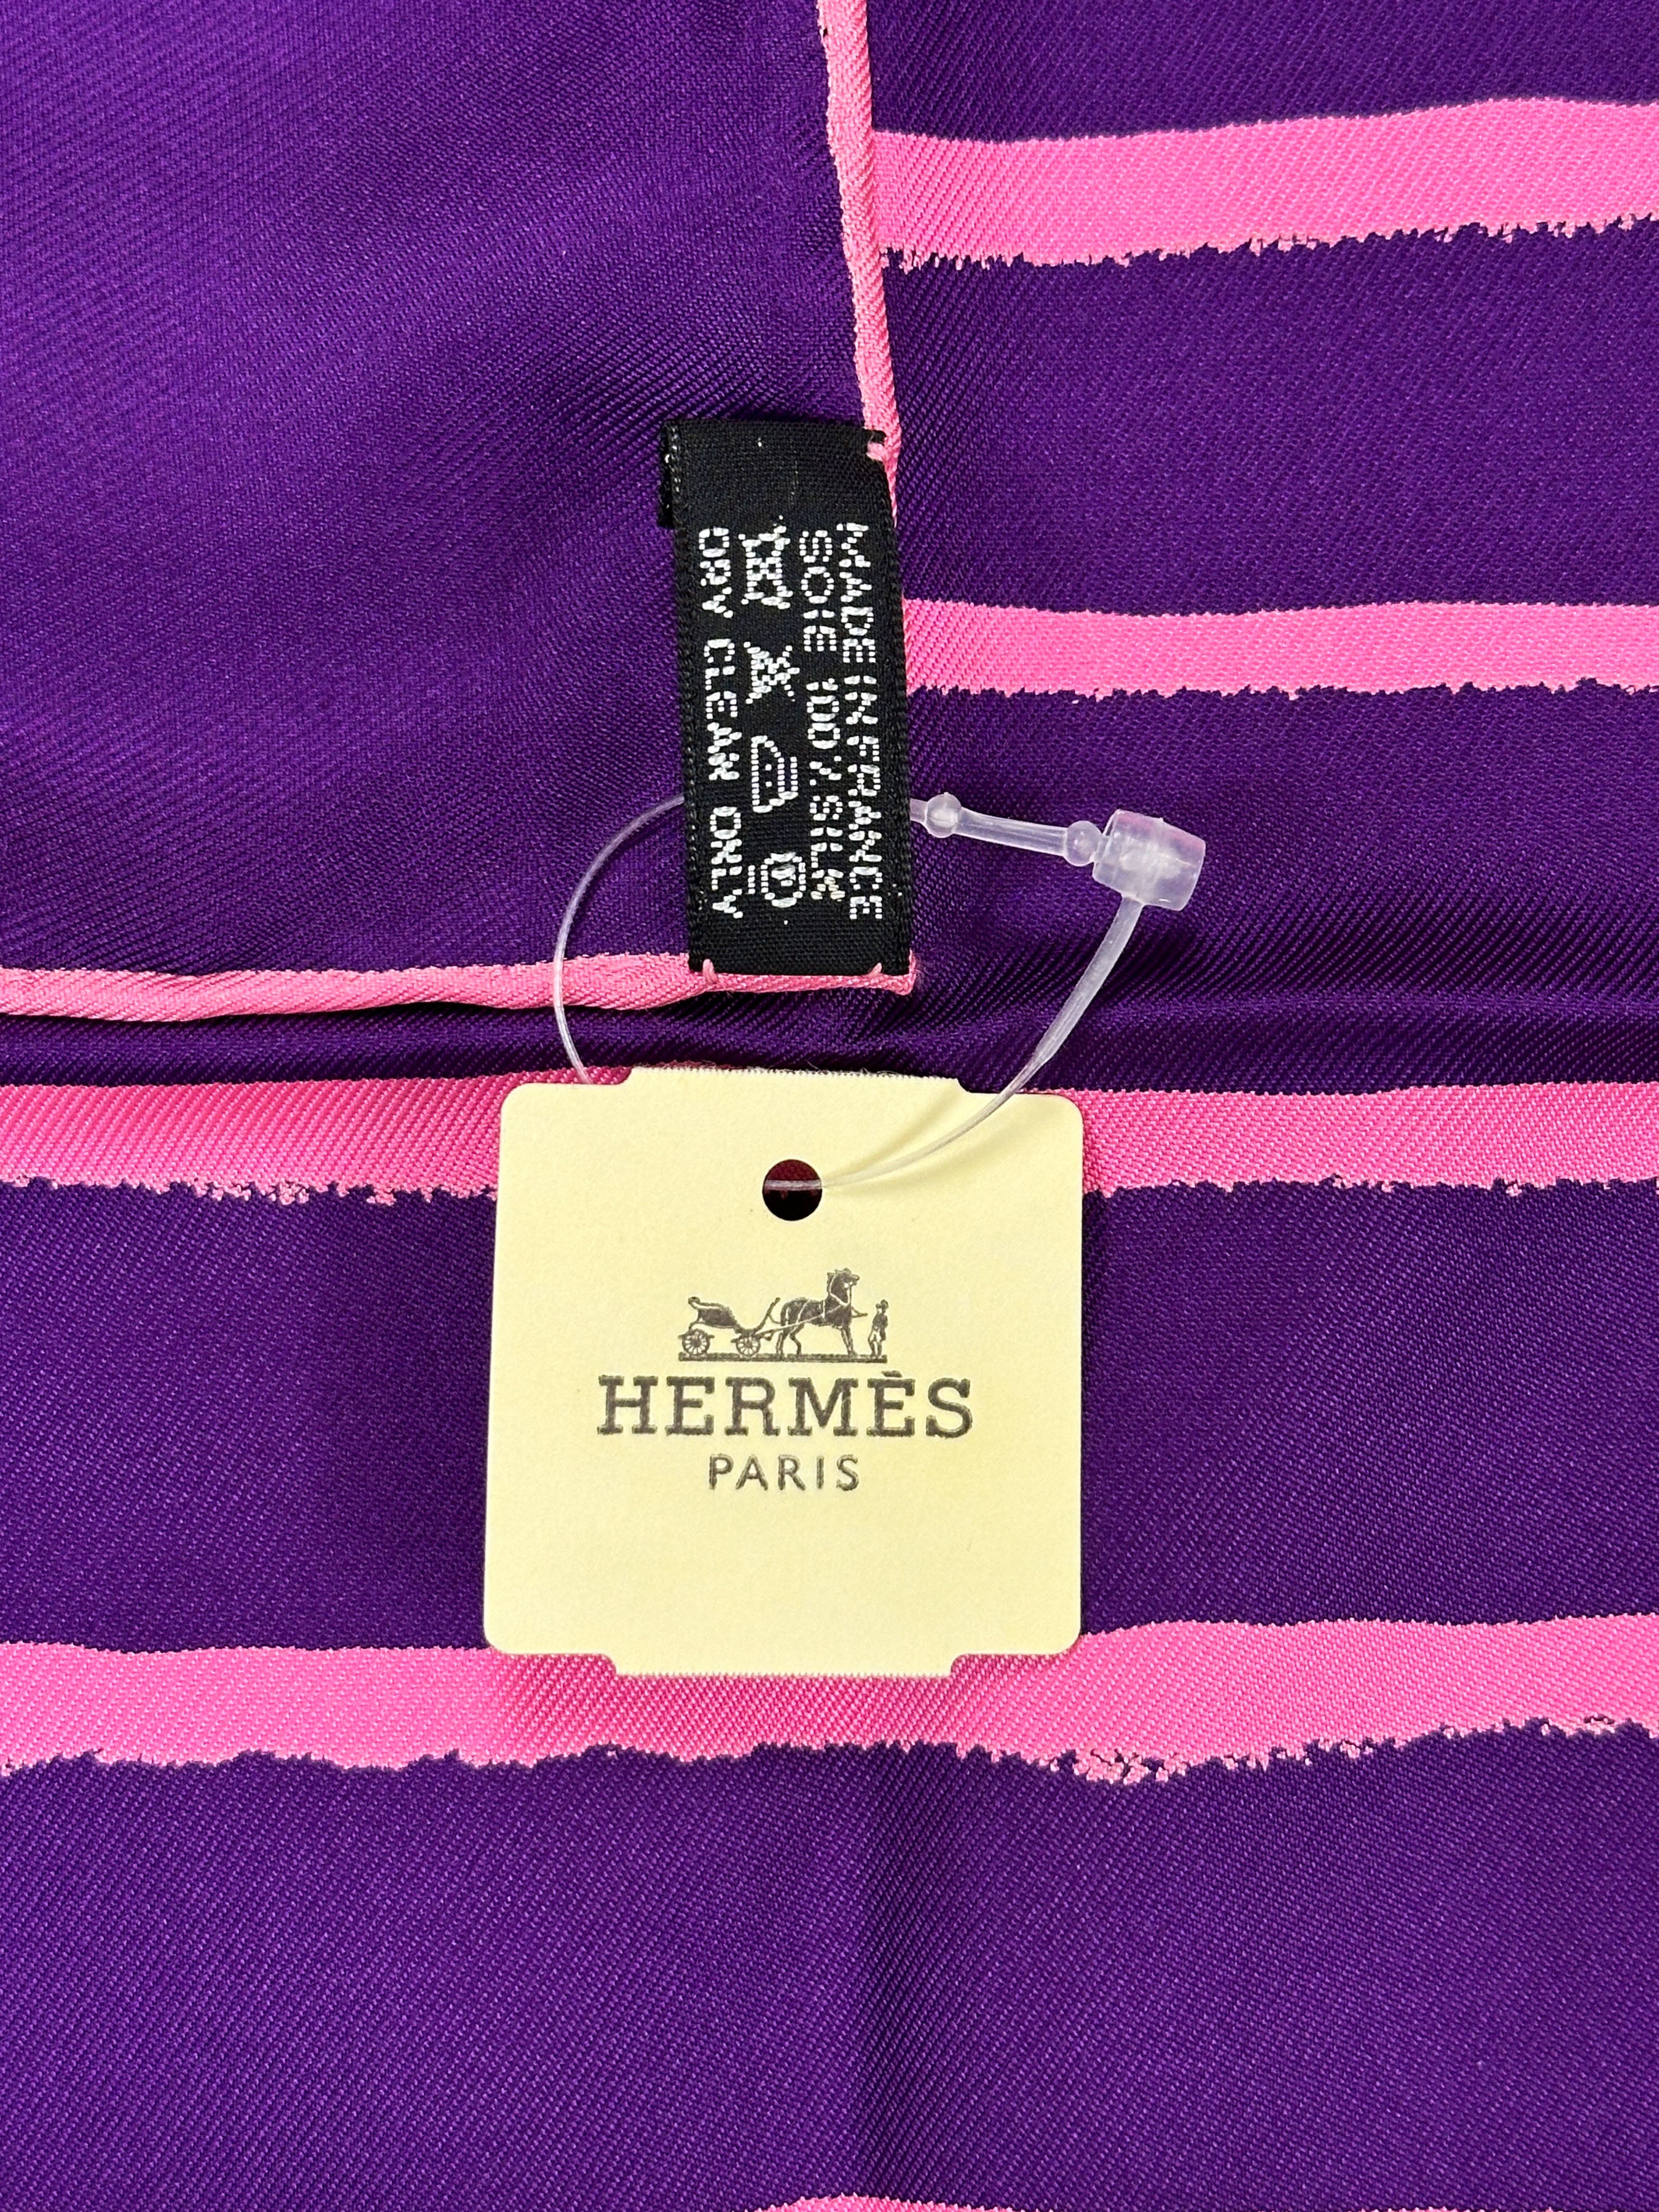 MADE IN FRANCE
SOIE 100% SILK
DRY CLEAN ONLY
HERMÈS
PARIS